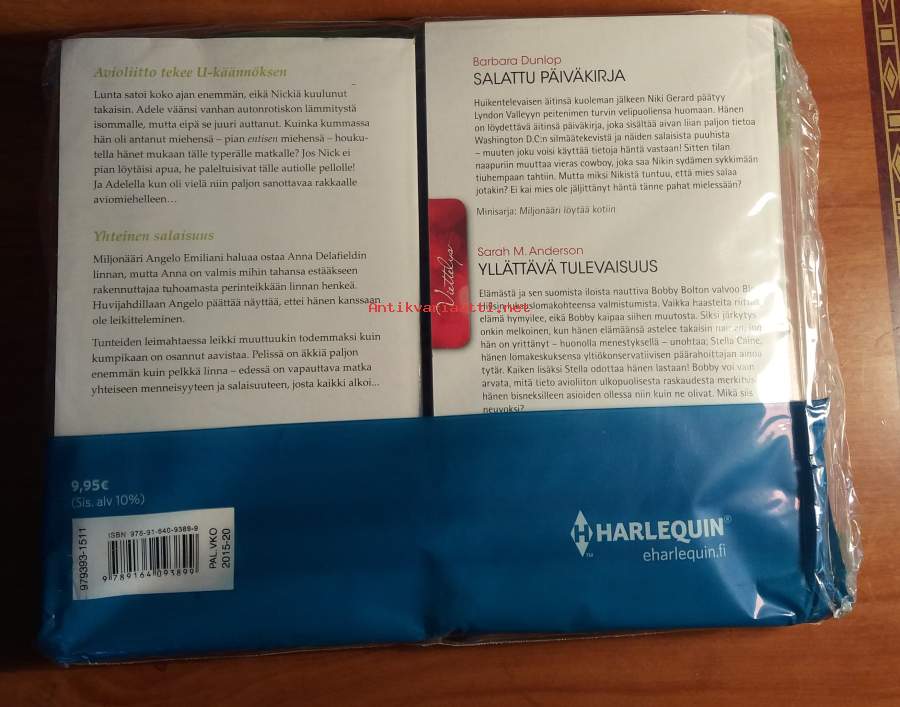 Avioliitto tekee U-käännöksen
Lunta satoi koko ajan enemmän, eikä Nickiä kuulunut
takaisin. Adele väänsi vanhan autonrotiskon lämmitystä
isommalle, mutta eipä se juuri auttanut. Kuinka kummassa
hän oli antanut miehensä – pian entisen miehensä – houku-
tella hänet mukaan tälle typerälle matkalle? Jos Nick ei
pian löytäisi apua, he paleltuisivat tälle autiolle pellolle!
Ja Adelella kun oli vielä niin paljon sanottavaa rakkaalle
aviomiehelleen...
Yhteinen salaisuus
Miljonääri Angelo Emiliani haluaa ostaa Anna Delafieldin
linnan, mutta Anna on valmis mihin tahansa estääkseen
rakennuttajaa tuhoamasta perinteikkään linnan henkeä.
Huvijahdillaan Angelo päättää näyttää, ettei hänen kanssaan
ole leikitteleminen.
Tunteiden leimahtaessa leikki muuttuukin todemmaksi kuin
kumpikaan on osannut aavistaa. Pelissä on äkkiä paljon
enemmän kuin pelkkä linna – edessä on vapauttava matka
yhteiseen menneisyyteen ja salaisuuteen, josta kaikki alkoi...
Barbara Dunlop
SALATTU PÄIVÄKIRJA
Huikentelevaisen äitinsä kuoleman jälkeen Niki Gerard päätyy
Lyndon Valleyyn peitenimen turvin velipuoliensa huomaan. Hänen
on löydettävä äitinsä päiväkirja, joka sisältää aivan liian paljon tietoa
Washington D.C:n silmäätekevistä ja näiden salaisista puuhista
– muuten joku voisi käyttää tietoja häntä vastaan! Sitten tilan
naapuriin muuttaa vieras cowboy, joka saa Nikin sydämen sykkimään
tiuhempaan tahtiin. Mutta miksi Nikistä tuntuu, että mies salaa
jotakin? Ei kai mies ole jäljittänyt häntä tänne pahat mielessään?
Minisarja: Miljonääri löytää kotiin
Viettelys
Antikvariaatti.net
Sarah M. Anderson
YLLÄTTÄVÄ TULEVAISUUS
Elämästä ja sen suomista iloista nauttiva Bobby Bolton valvoo
luksuslomakohteensa valmistumista. Vaikka haasteita riittää,
elämä hymyilee, eikä Bobby kaipaa siihen muutosta. Siksi järkytys
onkin melkoinen, kun hänen elämäänsä astelee takaisin nainen, jon
hän on yrittänyt – huonolla menestyksellä – unohtaa; Stella Caine,
hänen lomakeskuksensa yltiökonservatiivisen päärahoittajan ainoa
tytär. Kaiken lisäksi Stella odottaa hänen lastaan! Bobby voi vain
arvata, mitä tieto avioliiton ulkopuolisesta raskaudesta merkitsis
hänen bisneksilleen asioiden ollessa niin kuin ne olivat. Mikä siis
neuvoksi?
9,95€
(Sis. alv 10%)
979393-1511
ISBN 978-91-640-9389-9
9 789164 093899
PAL.VKO
2015-20
HARLEQUIN®
TM
eharlequin.fi